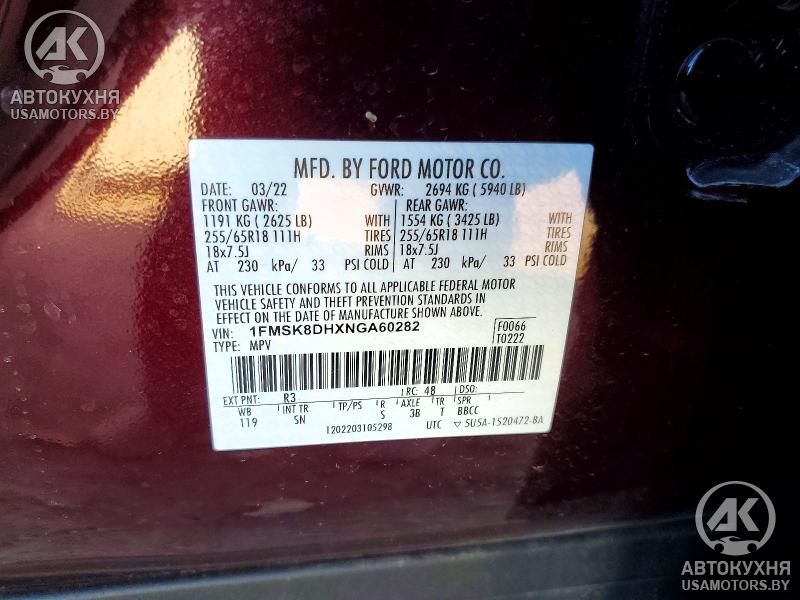 AK
АВТОКУХНЯ
USAMOTORS.BY
MFD. BY FORD MOTOR CO.
DATE: 03/22 GVWR: 2694 KG ( 5940 LB)
FRONT GAWR: REAR GAWR:
1191 KG ( 2625 LB) WITH 1554 KG ( 3425 LB) WITH
255/65R18 111H TIRES 255/65R18 111H TIRES
18x7.5J RIMS 18x7.5J RIMS
AT 230 kPa/ 33 PSI COLD AT 230 kPa/ 33 PSI COLD
THIS VEHICLE CONFORMS TO ALL APPLICABLE FEDERAL MOTOR
VEHICLE SAFETY AND THEFT PREVENTION STANDARDS IN
EFFECT ON THE DATE OF MANUFACTURE SHOWN ABOVE.
VIN: 1FMSK8DHXNGA60282 F0066
TYPE: MPV T0222
EXT PNT: R3 RC: 48 DSO:
WB INT TR TP/PS R AXLE TR SPR
119 SN S 3B T BBCC
1202203105298 UTC ▽ 5U5A-1520472-BA
AK
АВТОКУХНЯ
USAMOTORS.BY